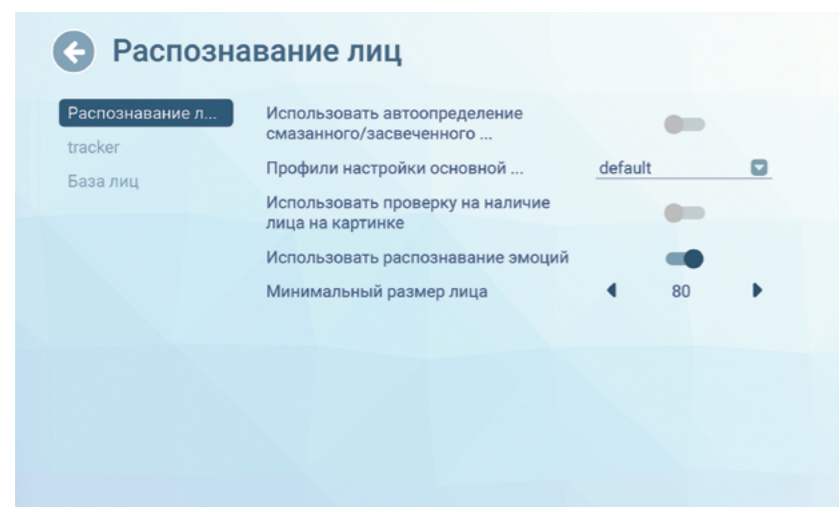 Распознавание лиц
Распознавание л...
tracker
База лиц
Использовать автоопределение
смазанного/засвеченного ...
Профили настройки основной ...
default
Использовать проверку на наличие
лица на картинке
Использовать распознавание эмоций
Минимальный размер лица
80